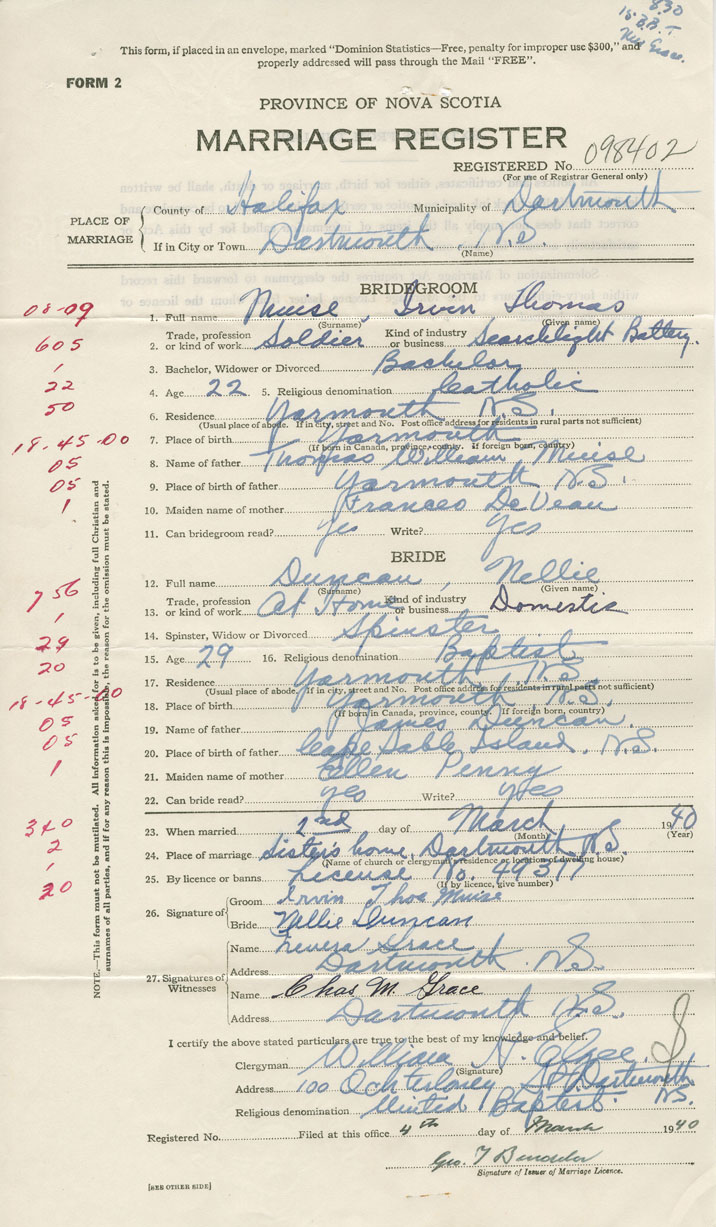 8.30
18. B.B. T.
This form, if placed in an envelope, marked "Dominion Statistics—Free, penalty for improper use $300," and
properly addressed will pass through the Mail "FREE".
FORM 2
PROVINCE OF NOVA SCOTIA
MARRIAGE REGISTER
REGISTERED No. 098402
(For use of Registrar General only)
PLACE OF MARRIAGE
County of Halifax Municipality of Dartmouth
If in City or Town Dartmouth, N.S.
(Name)
BRIDEGROOM
08-09 1. Full name Muise, Irvin Thomas
(Surname) (Given name)
605 2. Trade, profession or kind of work Soldier Kind of industry or business Searchlight Battery.
1 3. Bachelor, Widower or Divorced Bachelor
22 4. Age 22 5. Religious denomination Catholic
50 6. Residence Yarmouth N.S.
(Usual place of abode. If in city, street and No. Post office address for residents in rural parts not sufficient)
18-45-00 7. Place of birth Yarmouth
(If born in Canada, province, county. If foreign born, country)
05 8. Name of father Thomas William Muise
05 9. Place of birth of father Yarmouth N.S.
1 10. Maiden name of mother Frances DeVeau
11. Can bridegroom read? Yes Write? Yes
BRIDE
12. Full name Duncan, Nellie
(Surname) (Given name)
756 13. Trade, profession or kind of work At Home Kind of industry or business Domestic
1 14. Spinster, Widow or Divorced Spinster
29 15. Age 29 16. Religious denomination Baptist
20 17. Residence Yarmouth, N.S.
(Usual place of abode. If in city, street and No. Post office address for residents in rural parts not sufficient)
18-45-00 18. Place of birth Yarmouth, N.S.
(If born in Canada, province, county. If foreign born, country)
05 19. Name of father James Duncan.
05 20. Place of birth of father Cape Sable Island, N.S.
1 21. Maiden name of mother Ellen Penny
22. Can bride read? yes Write? yes
340 23. When married 2nd day of March 1940
(Month) (Year)
2 24. Place of marriage Sister's home, Dartmouth, N.S.
(Name of church or clergyman's residence or location of dwelling house)
1 25. By licence or banns License No. 49317
(If by licence, give number)
20 26. Signature of
Groom Irvin Thos Muise
Bride Nellie Duncan
27. Signatures of Witnesses
Name Grace
Address Dartmouth N.S.
Name Chas M. Grace
Address Dartmouth N.S.
I certify the above stated particulars are true to the best of my knowledge and belief.
Clergyman William N.
(Signature)
Address 100 Ochterloney St. Dartmouth
Religious denomination United Baptist N.S.
Registered No. Filed at this office 4th day of March 1940
Geo. T
Signature of Issuer of Marriage Licence.
[SEE OTHER SIDE]
NOTE.—This form must not be mutilated. All information asked for is to be given, including full Christian and
surnames of all parties, and if for any reason this is impossible, the reason for the omission must be stated.